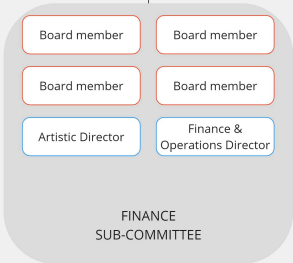 Board member
Board member
Board member
Board member
Artistic Director
Finance &
Operations Director
FINANCE
SUB-COMMITTEE